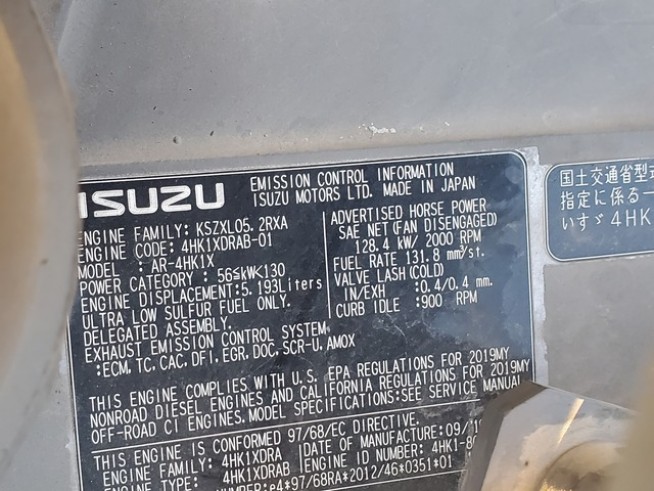 ISUZU
EMISSION CONTROL INFORMATION
ISUZU MOTORS LTD. MADE IN JAPAN
ENGINE FAMILY: KSZXL05.2RXA
ENGINE CODE: 4HK1XDRAB-01
MODEL : AR-4HK1X
POWER CATEGORY : 56≤kW<130
ENGINE DISPLACEMENT: 5.193Liters
ULTRA LOW SULFUR FUEL ONLY.
DELEGATED ASSEMBLY.
EXHAUST EMISSION CONTROL SYSTEM
:ECM, TC, CAC, DFI, EGR, DOC, SCR-U, AMOX
ADVERTISED HORSE POWER
SAE NET(FAN DISENGAGED)
128.4 kW/ 2000 RPM
FUEL RATE 131.8 mm³/st.
VALVE LASH(COLD)
IN/EXH :0.4/0.4 mm.
CURB IDLE :900 RPM
THIS ENGINE COMPLIES WITH U.S. EPA REGULATIONS FOR 2019MY
NONROAD DIESEL ENGINES AND CALIFORNIA REGULATIONS FOR 2019MY
OFF-ROAD CI ENGINES. MODEL SPECIFICATIONS:SEE SERVICE MANUAL
THIS ENGINE IS CONFORMED 97/68/EC DIRECTIVE.
ENGINE FAMILY: 4HK1XDRA
ENGINE TYPE: 4HK1XDRAB
NUMBER:e4*97/68RA*2012/46*0351*01
DATE OF MANUFACTURE:09/
ENGINE ID NUMBER: 4HK1-
国土交通省型式
指定に係る一
いすゞ 4HK